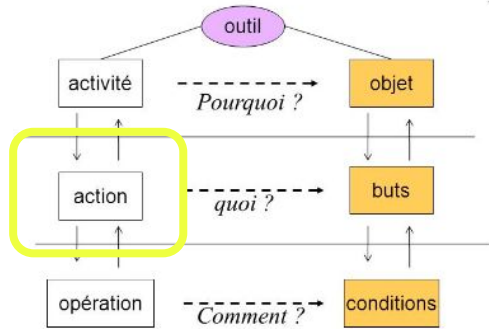 outil
activité
Pourquoi ?
objet
action
quoi ?
buts
opération
Comment ?
conditions